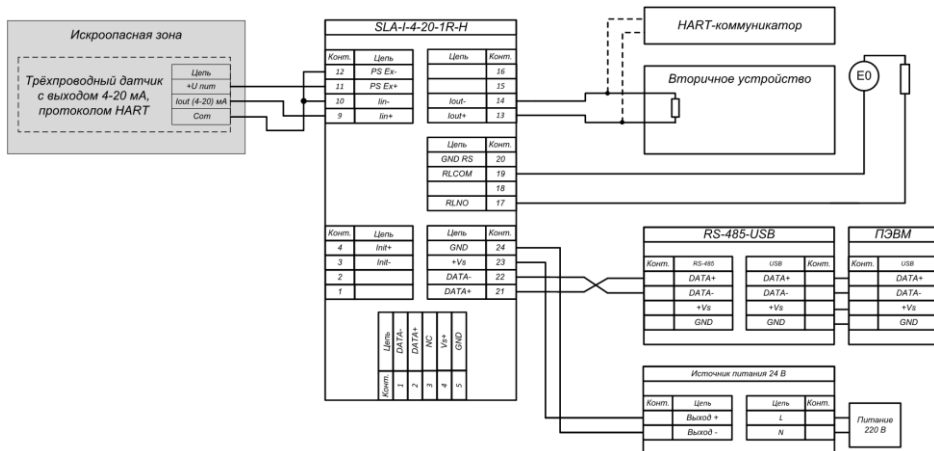 Искроопасная зона
Трёхпроводный датчик
с выходом 4-20 мА,
протоколом HART
Цепь
+U пит
Iout (4-20) мА
Com
SLA-I-4-20-1R-H
Конт. Цепь
12 PS Ex-
11 PS Ex+
10 Iin-
9 Iin+
Цепь Конт.
16
15
Iout- 14
Iout+ 13
Цепь Конт.
GND RS 20
RLCOM 19
18
RLNO 17
Конт. Цепь
4 Init+
3 Init-
2
1
Цепь Конт.
GND 24
+Vs 23
DATA- 22
DATA+ 21
Конт. Цепь
1 DATA-
2 DATA+
3 NC
4 Vs+
5 GND
HART-коммуникатор
Вторичное устройство
E0
RS-485-USB
Конт. RS-485
DATA+
DATA-
+Vs
GND
USB Конт.
DATA+
DATA-
+Vs
GND
ПЭВМ
Конт. USB
DATA+
DATA-
+Vs
GND
Источник питания 24 В
Конт. Цепь
Выход +
Выход -
Цепь Конт.
L
N
Питание
220 В